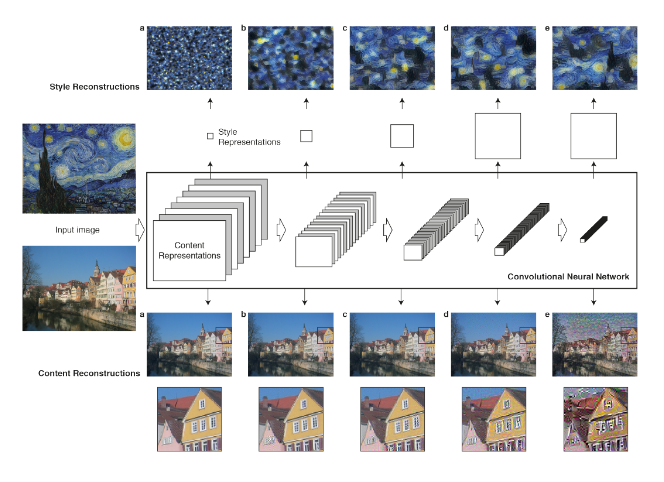 a b c d e
Style Reconstructions
Style
Representations
Input image
Content
Representations
Convolutional Neural Network
a b c d e
Content Reconstructions